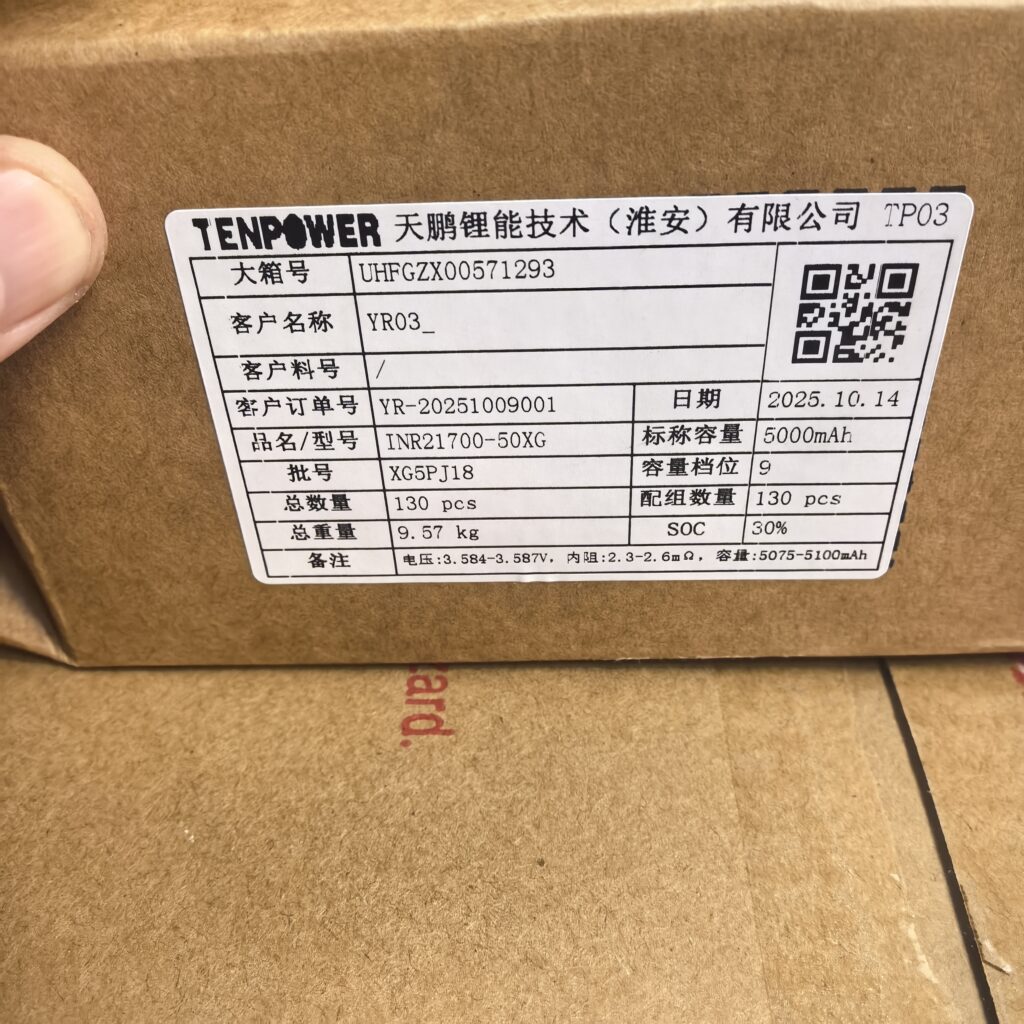 TENPOWER 天鹏锂能技术（淮安）有限公司 TP03
大箱号 UHFGZX00571293
客户名称 YR03_
客户料号 /
客户订单号 YR-20251009001 日期 2025.10.14
品名/型号 INR21700-50XG 标称容量 5000mAh
批号 XG5PJ18 容量档位 9
总数量 130 pcs 配组数量 130 pcs
总重量 9.57 kg SOC 30%
备注 电压:3.584-3.587V, 内阻:2.3-2.6mΩ, 容量:5075-5100mAh